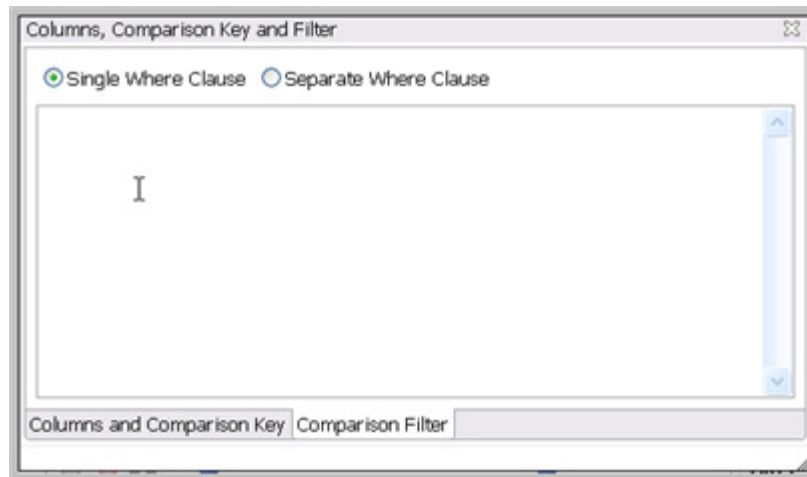 Columns, Comparison Key and Filter
Single Where Clause Separate Where Clause
Columns and Comparison Key Comparison Filter